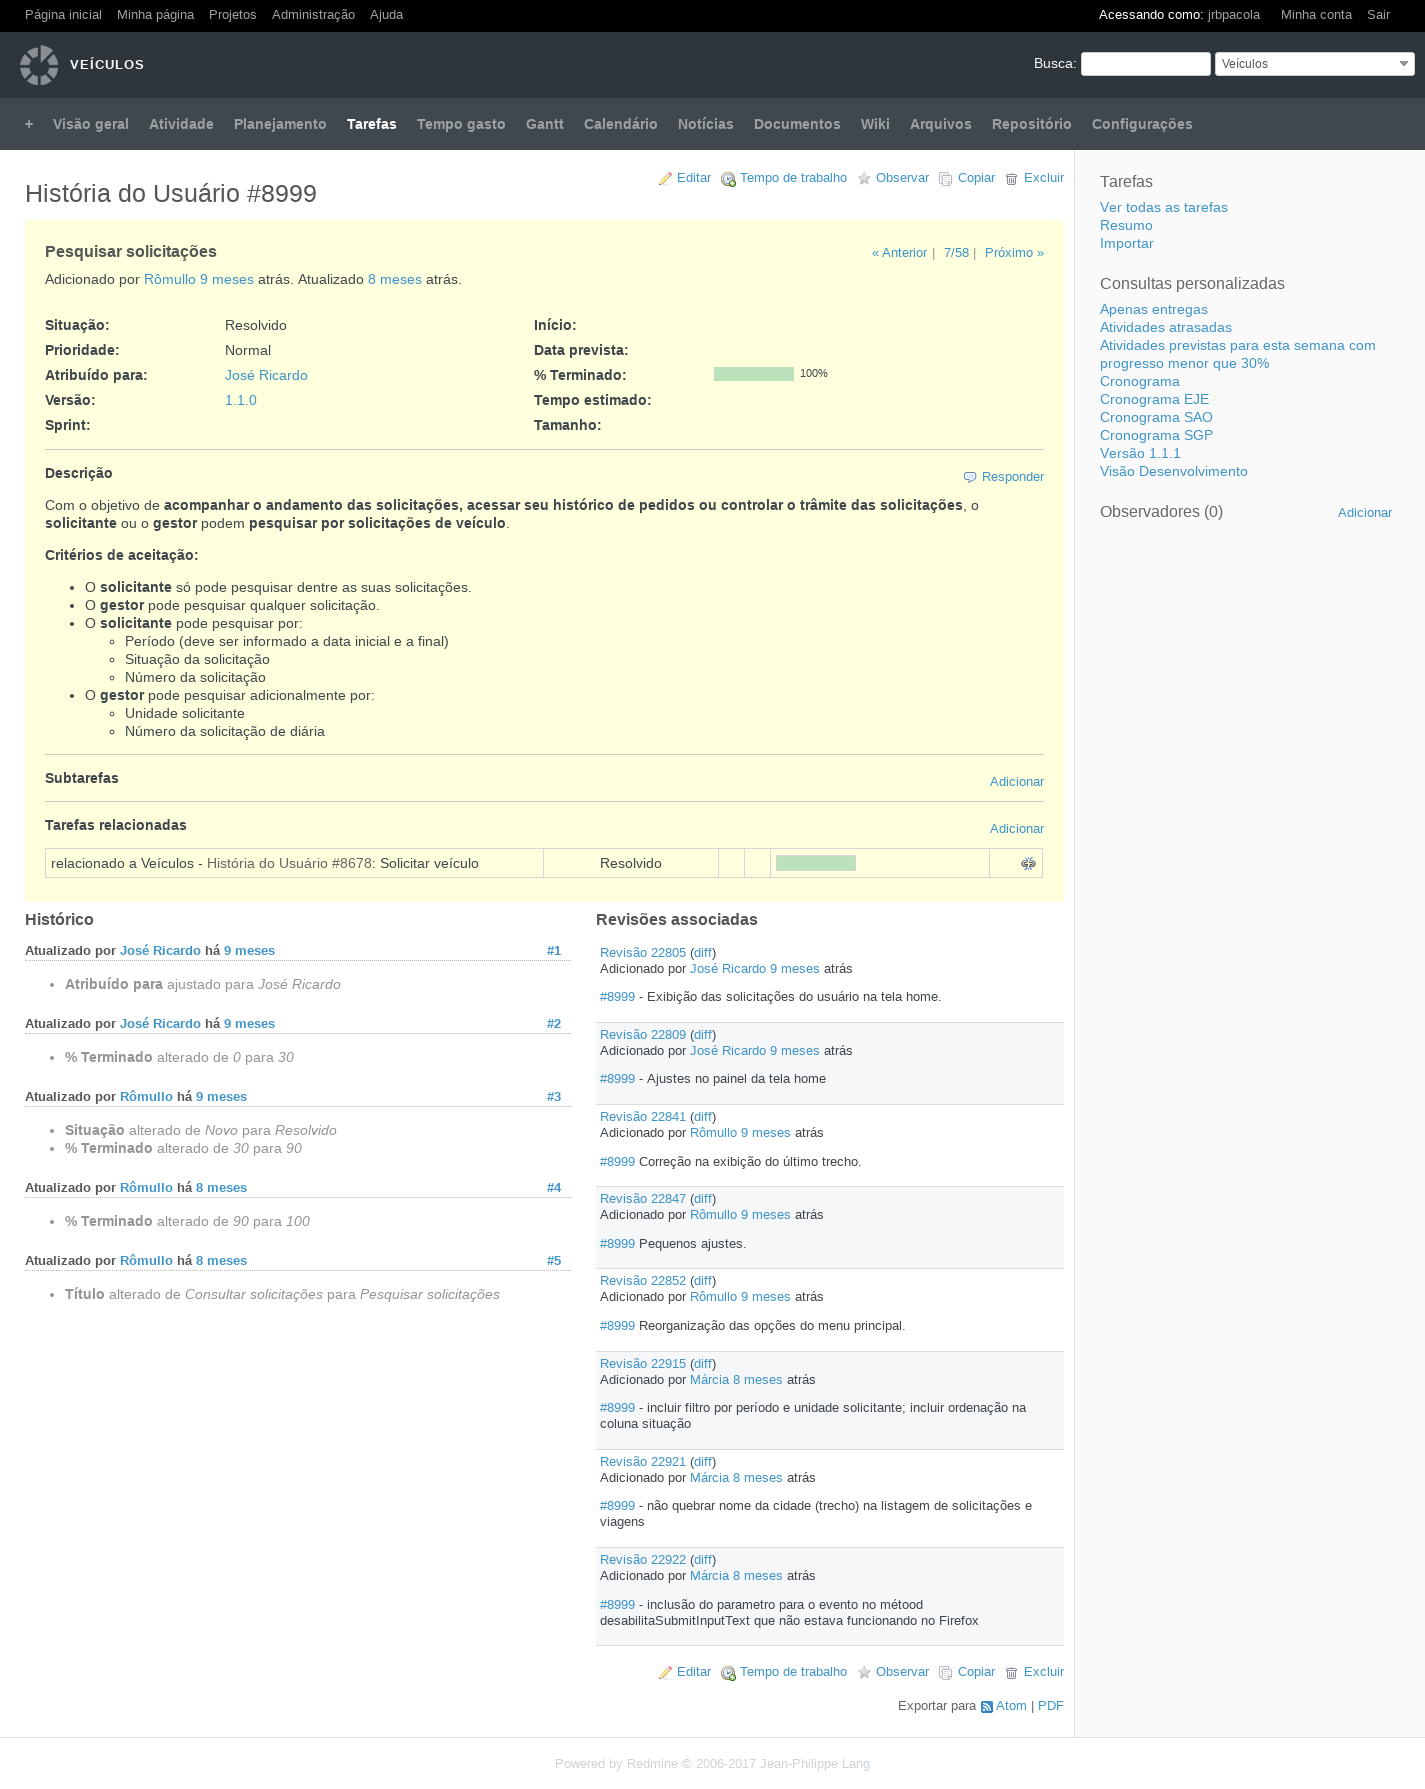 Página inicial Minha página Projetos Administração Ajuda Acessando como: jrbpacola Minha conta Sair
VEÍCULOS Busca: Veículos
+ Visão geral Atividade Planejamento Tarefas Tempo gasto Gantt Calendário Notícias Documentos Wiki Arquivos Repositório Configurações
Editar Tempo de trabalho Observar Copiar Excluir
História do Usuário #8999
Pesquisar solicitações
« Anterior | 7/58 | Próximo »
Adicionado por Rômullo 9 meses atrás. Atualizado 8 meses atrás.
Situação: Resolvido Início:
Prioridade: Normal Data prevista:
Atribuído para: José Ricardo % Terminado: 100%
Versão: 1.1.0 Tempo estimado:
Sprint: Tamanho:
Descrição
Responder
Com o objetivo de acompanhar o andamento das solicitações, acessar seu histórico de pedidos ou controlar o trâmite das solicitações, o
solicitante ou o gestor podem pesquisar por solicitações de veículo.
Critérios de aceitação:
• O solicitante só pode pesquisar dentre as suas solicitações.
• O gestor pode pesquisar qualquer solicitação.
• O solicitante pode pesquisar por:
◦ Período (deve ser informado a data inicial e a final)
◦ Situação da solicitação
◦ Número da solicitação
• O gestor pode pesquisar adicionalmente por:
◦ Unidade solicitante
◦ Número da solicitação de diária
Subtarefas
Adicionar
Tarefas relacionadas
Adicionar
relacionado a Veículos - História do Usuário #8678: Solicitar veículo Resolvido
Histórico
Atualizado por José Ricardo há 9 meses #1
• Atribuído para ajustado para José Ricardo
Atualizado por José Ricardo há 9 meses #2
• % Terminado alterado de 0 para 30
Atualizado por Rômullo há 9 meses #3
• Situação alterado de Novo para Resolvido
• % Terminado alterado de 30 para 90
Atualizado por Rômullo há 8 meses #4
• % Terminado alterado de 90 para 100
Atualizado por Rômullo há 8 meses #5
• Título alterado de Consultar solicitações para Pesquisar solicitações
Revisões associadas
Revisão 22805 (diff)
Adicionado por José Ricardo 9 meses atrás
#8999 - Exibição das solicitações do usuário na tela home.
Revisão 22809 (diff)
Adicionado por José Ricardo 9 meses atrás
#8999 - Ajustes no painel da tela home
Revisão 22841 (diff)
Adicionado por Rômullo 9 meses atrás
#8999 Correção na exibição do último trecho.
Revisão 22847 (diff)
Adicionado por Rômullo 9 meses atrás
#8999 Pequenos ajustes.
Revisão 22852 (diff)
Adicionado por Rômullo 9 meses atrás
#8999 Reorganização das opções do menu principal.
Revisão 22915 (diff)
Adicionado por Márcia 8 meses atrás
#8999 - incluir filtro por período e unidade solicitante; incluir ordenação na
coluna situação
Revisão 22921 (diff)
Adicionado por Márcia 8 meses atrás
#8999 - não quebrar nome da cidade (trecho) na listagem de solicitações e
viagens
Revisão 22922 (diff)
Adicionado por Márcia 8 meses atrás
#8999 - inclusão do parametro para o evento no métood
desabilitaSubmitInputText que não estava funcionando no Firefox
Editar Tempo de trabalho Observar Copiar Excluir
Exportar para Atom | PDF
Tarefas
Ver todas as tarefas
Resumo
Importar
Consultas personalizadas
Apenas entregas
Atividades atrasadas
Atividades previstas para esta semana com
progresso menor que 30%
Cronograma
Cronograma EJE
Cronograma SAO
Cronograma SGP
Versão 1.1.1
Visão Desenvolvimento
Observadores (0) Adicionar
Powered by Redmine © 2006-2017 Jean-Philippe Lang